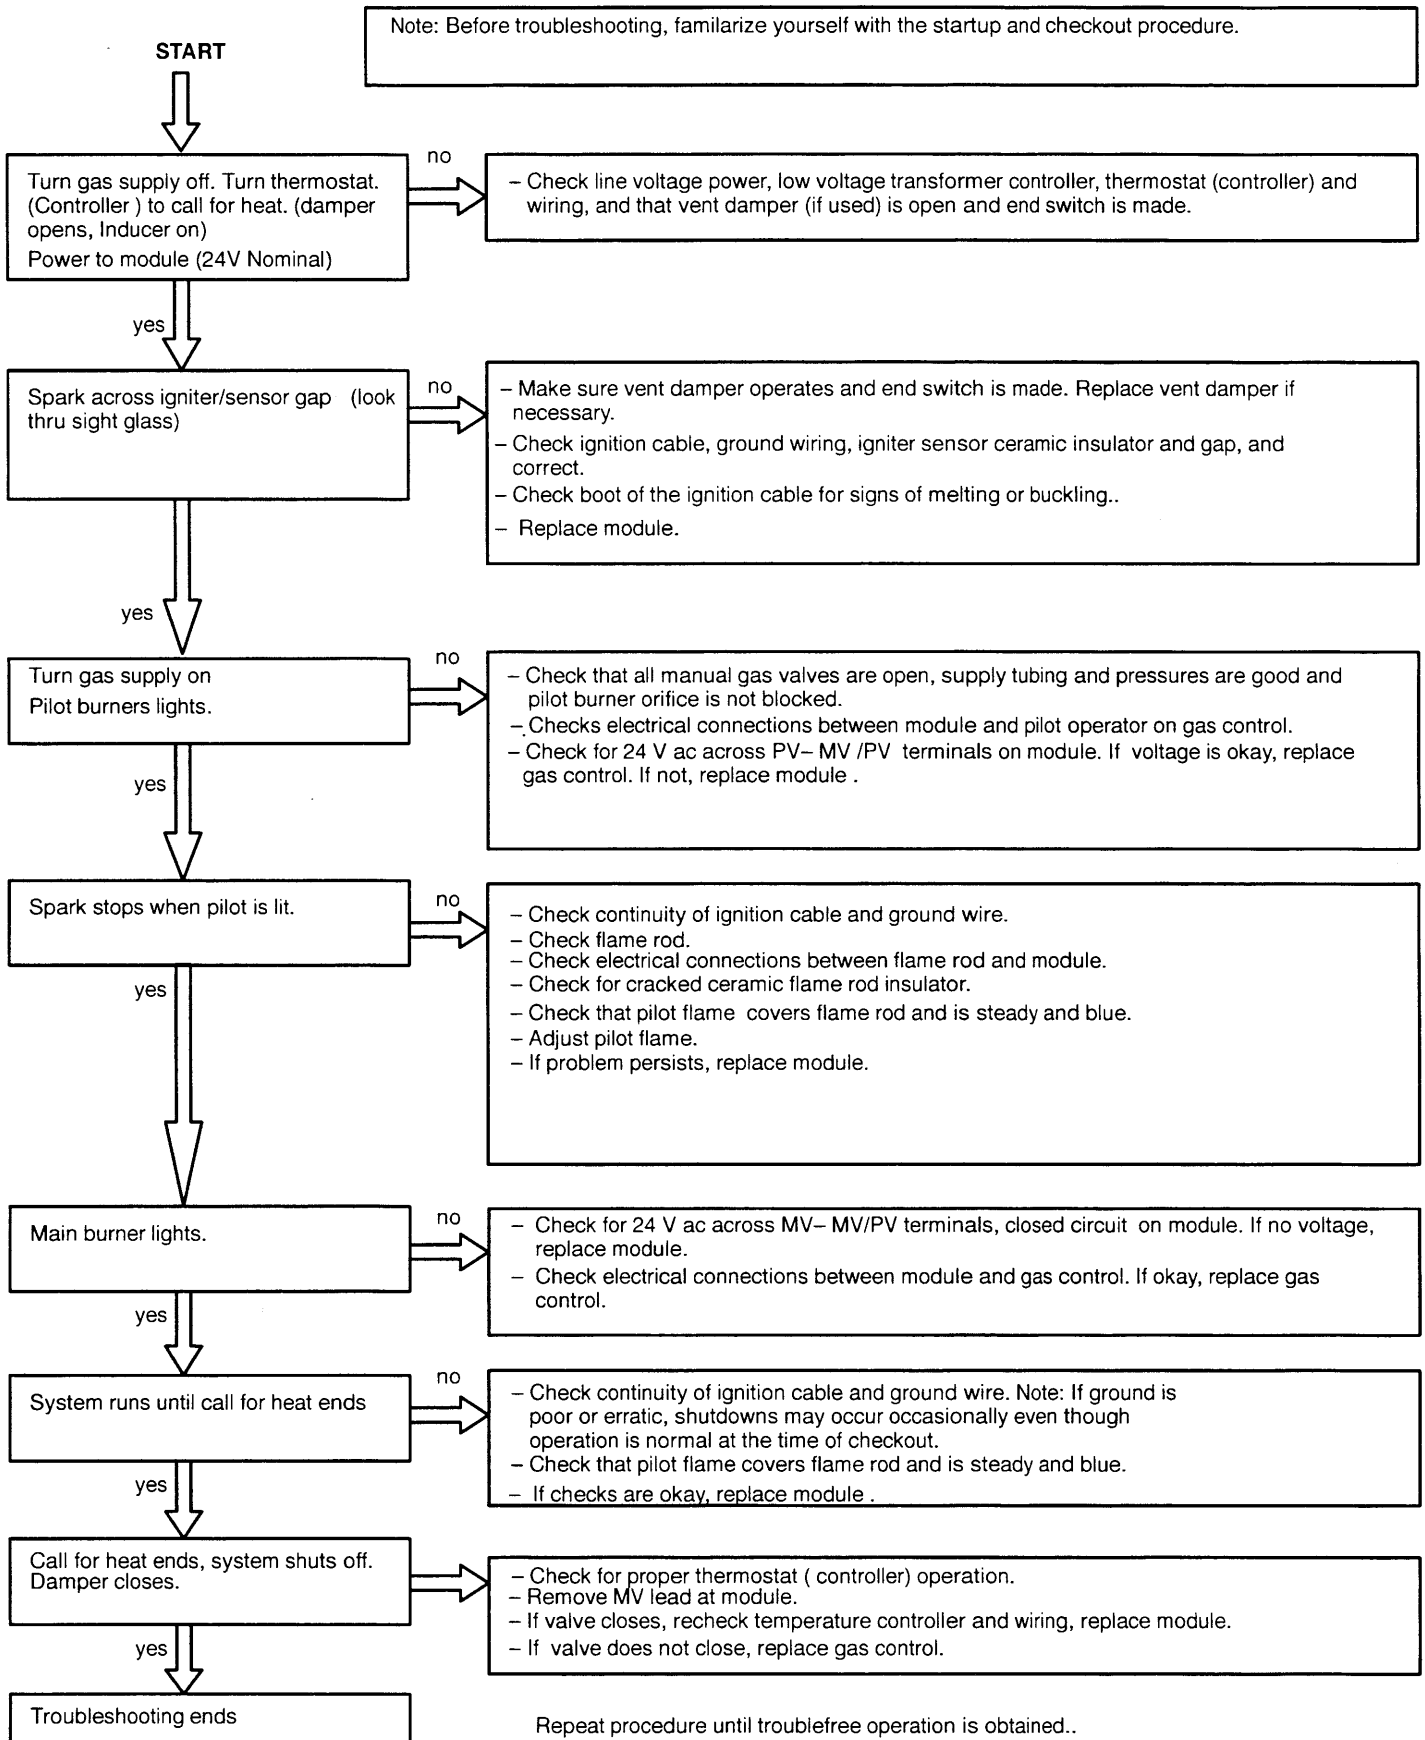 Note: Before troubleshooting, familarize yourself with the startup and checkout procedure.
START
Turn gas supply off. Turn thermostat.
(Controller ) to call for heat. (damper
opens, Inducer on)
Power to module (24V Nominal)
no
– Check line voltage power, low voltage transformer controller, thermostat (controller) and
wiring, and that vent damper (if used) is open and end switch is made.
yes
Spark across igniter/sensor gap (look
thru sight glass)
no
– Make sure vent damper operates and end switch is made. Replace vent damper if
necessary.
– Check ignition cable, ground wiring, igniter sensor ceramic insulator and gap, and
correct.
– Check boot of the ignition cable for signs of melting or buckling..
– Replace module.
yes
Turn gas supply on
Pilot burners lights.
no
– Check that all manual gas valves are open, supply tubing and pressures are good and
pilot burner orifice is not blocked.
– Checks electrical connections between module and pilot operator on gas control.
– Check for 24 V ac across PV– MV /PV terminals on module. If voltage is okay, replace
gas control. If not, replace module .
yes
Spark stops when pilot is lit.
no
– Check continuity of ignition cable and ground wire.
– Check flame rod.
– Check electrical connections between flame rod and module.
– Check for cracked ceramic flame rod insulator.
– Check that pilot flame covers flame rod and is steady and blue.
– Adjust pilot flame.
– If problem persists, replace module.
yes
Main burner lights.
no
– Check for 24 V ac across MV– MV/PV terminals, closed circuit on module. If no voltage,
replace module.
– Check electrical connections between module and gas control. If okay, replace gas
control.
yes
System runs until call for heat ends
no
– Check continuity of ignition cable and ground wire. Note: If ground is
poor or erratic, shutdowns may occur occasionally even though
operation is normal at the time of checkout.
– Check that pilot flame covers flame rod and is steady and blue.
– If checks are okay, replace module .
yes
Call for heat ends, system shuts off.
Damper closes.
– Check for proper thermostat ( controller) operation.
– Remove MV lead at module.
– If valve closes, recheck temperature controller and wiring, replace module.
– If valve does not close, replace gas control.
yes
Troubleshooting ends
Repeat procedure until troublefree operation is obtained..